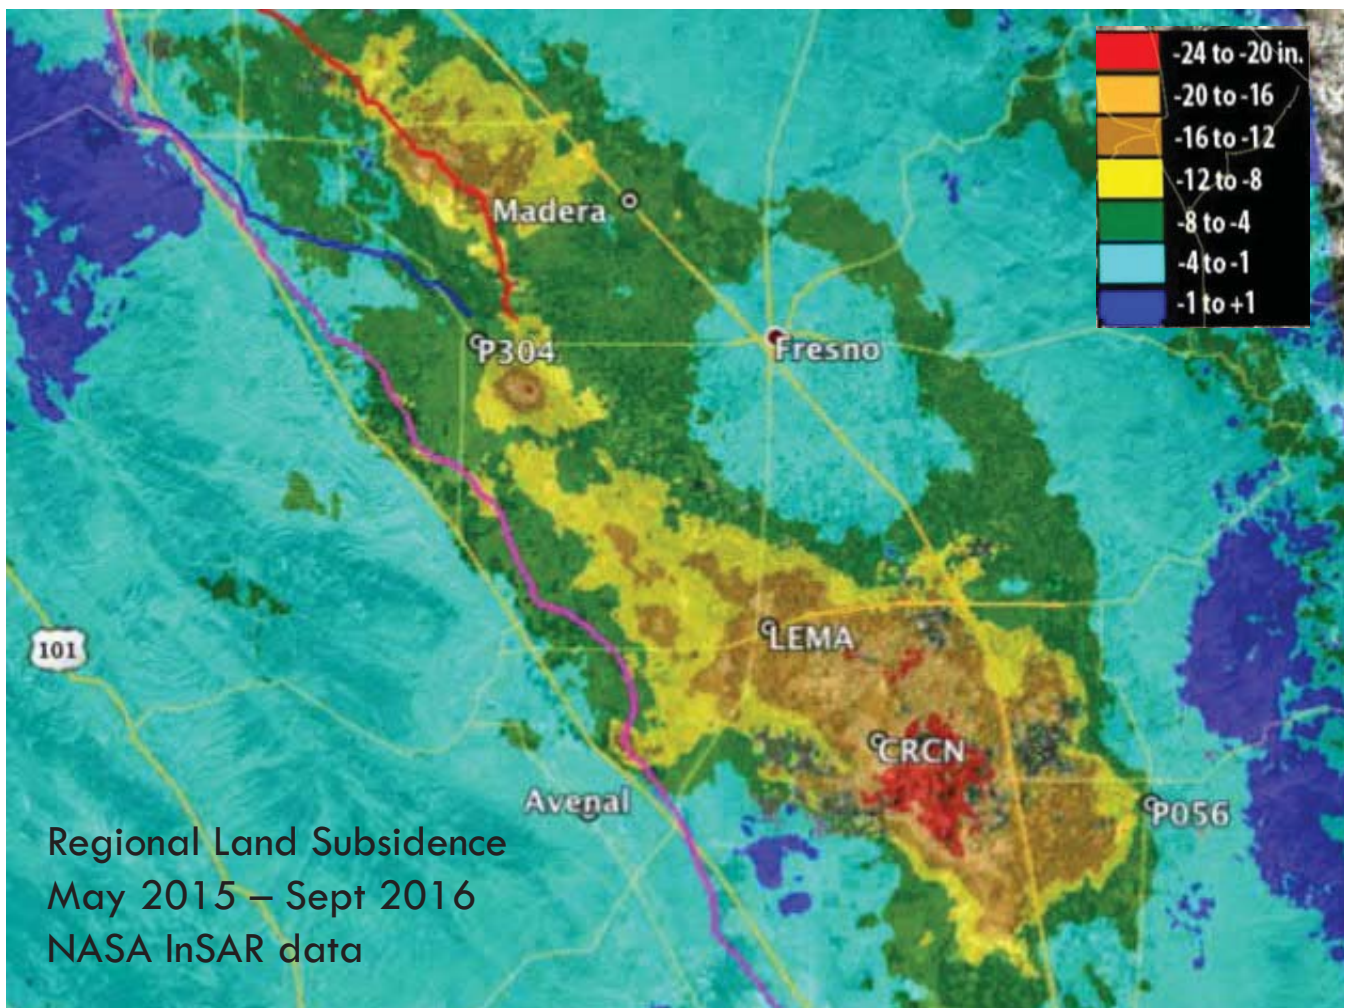 -24 to -20 in.
-20 to -16
-16 to -12
-12 to -8
-8 to -4
-4 to -1
-1 to +1
Madera
P304
Fresno
LEMA
101
CRCN
Avenal
P056
Regional Land Subsidence
May 2015 – Sept 2016
NASA InSAR data